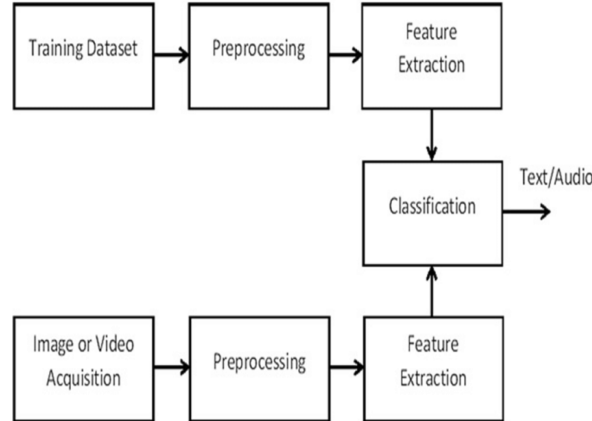 Training Dataset
Preprocessing
Feature
Extraction
Classification
Text/Audio
Image or Video
Acquisition
Preprocessing
Feature
Extraction